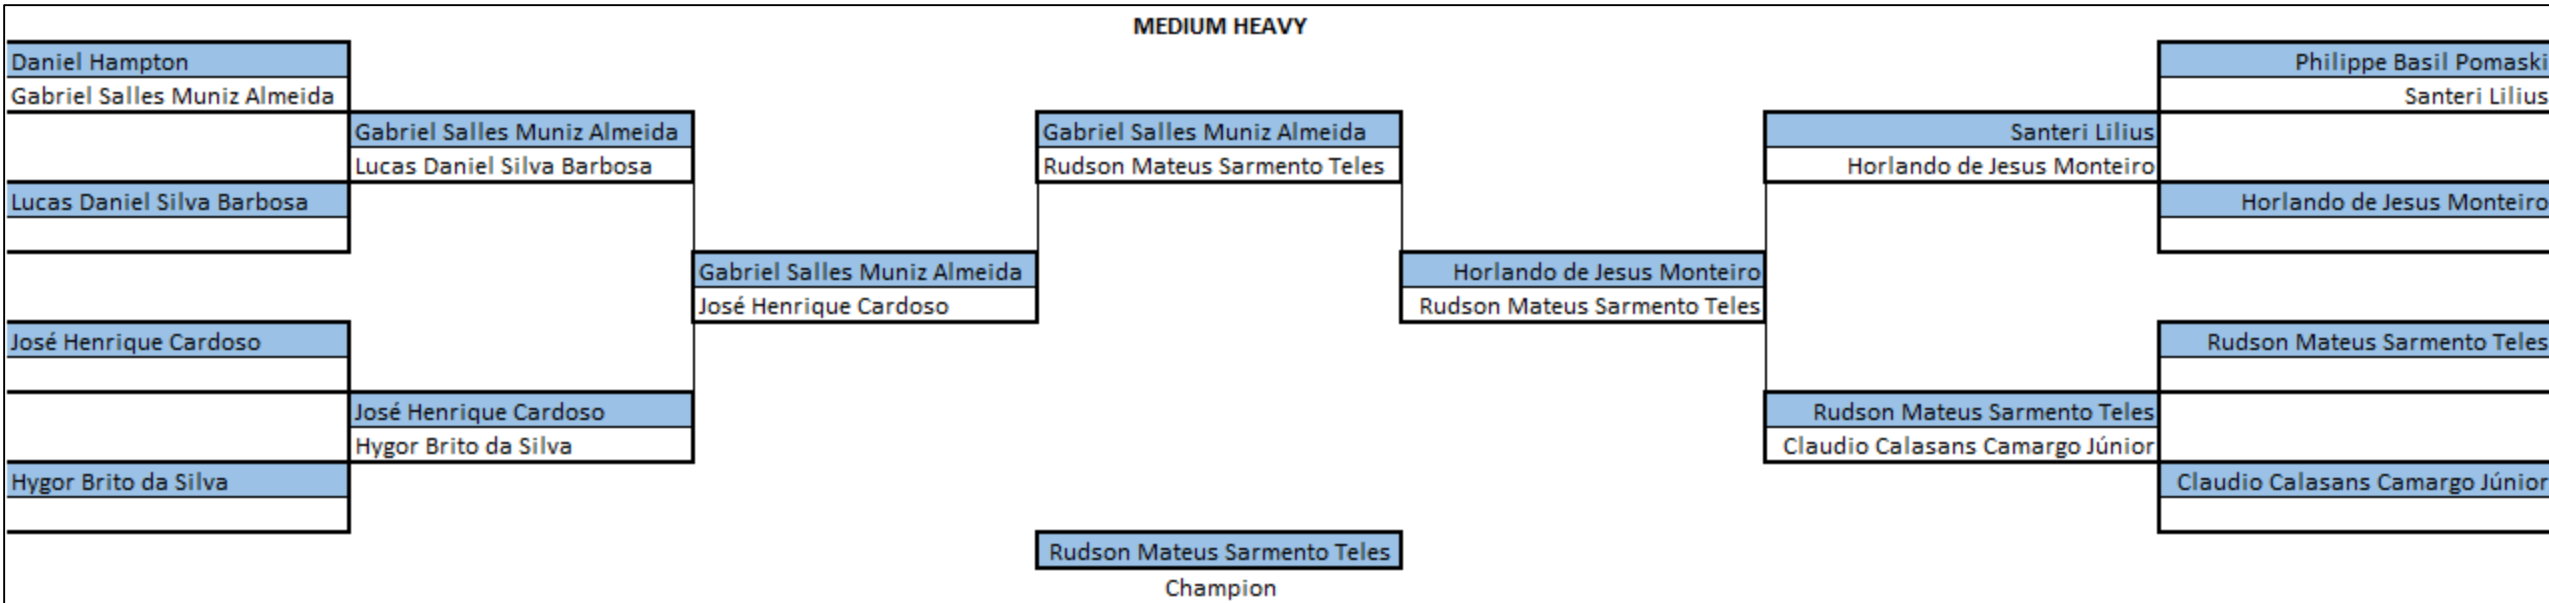 MEDIUM HEAVY
Daniel Hampton
Gabriel Salles Muniz Almeida
Lucas Daniel Silva Barbosa
José Henrique Cardoso
Hygor Brito da Silva
Gabriel Salles Muniz Almeida
Lucas Daniel Silva Barbosa
José Henrique Cardoso
Hygor Brito da Silva
Gabriel Salles Muniz Almeida
José Henrique Cardoso
Gabriel Salles Muniz Almeida
Rudson Mateus Sarmento Teles
Rudson Mateus Sarmento Teles
Champion
Horlando de Jesus Monteiro
Rudson Mateus Sarmento Teles
Santeri Lilius
Horlando de Jesus Monteiro
Rudson Mateus Sarmento Teles
Claudio Calasans Camargo Júnior
Philippe Basil Pomaski
Santeri Lilius
Horlando de Jesus Monteiro
Rudson Mateus Sarmento Teles
Claudio Calasans Camargo Júnior